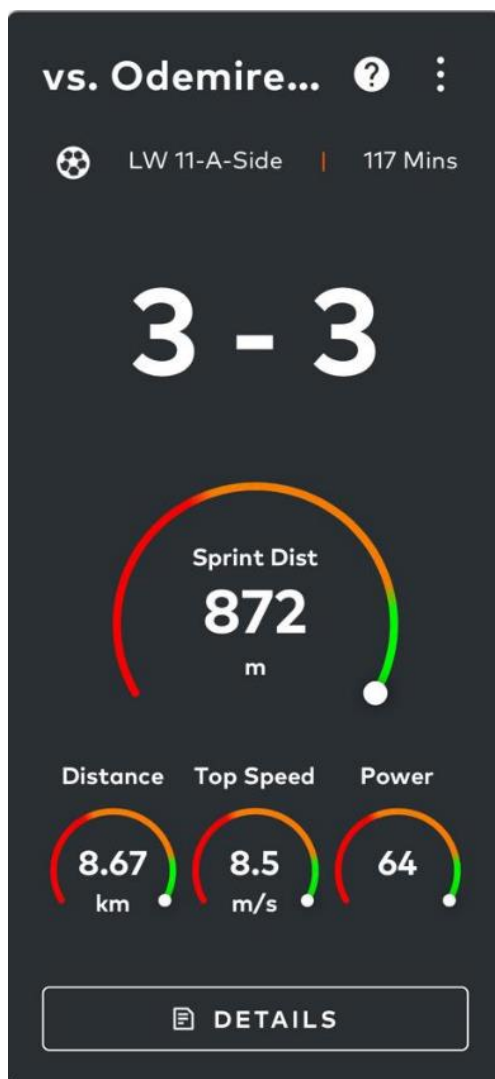 vs. Odemire... ?
LW 11-A-Side | 117 Mins
3 - 3
Sprint Dist
872
m
Distance Top Speed Power
8.67 8.5 64
km m/s
DETAILS